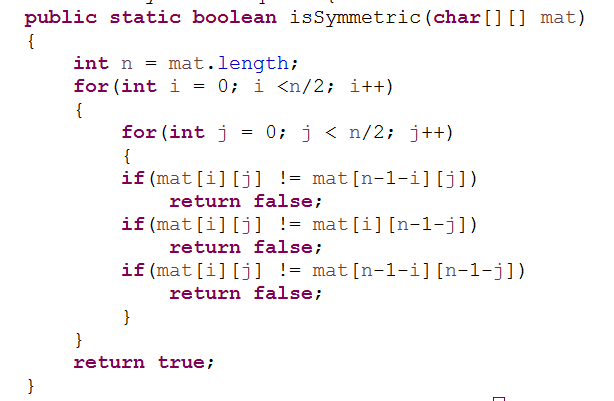 public static boolean isSymmetric(char[][] mat)
{
    int n = mat.length;
    for(int i = 0; i <n/2; i++)
    {
        for(int j = 0; j < n/2; j++)
        {
        if(mat[i][j] != mat[n-1-i][j])
            return false;
        if(mat[i][j] != mat[i][n-1-j])
            return false;
        if(mat[i][j] != mat[n-1-i][n-1-j])
            return false;
        }
    }
    return true;
}